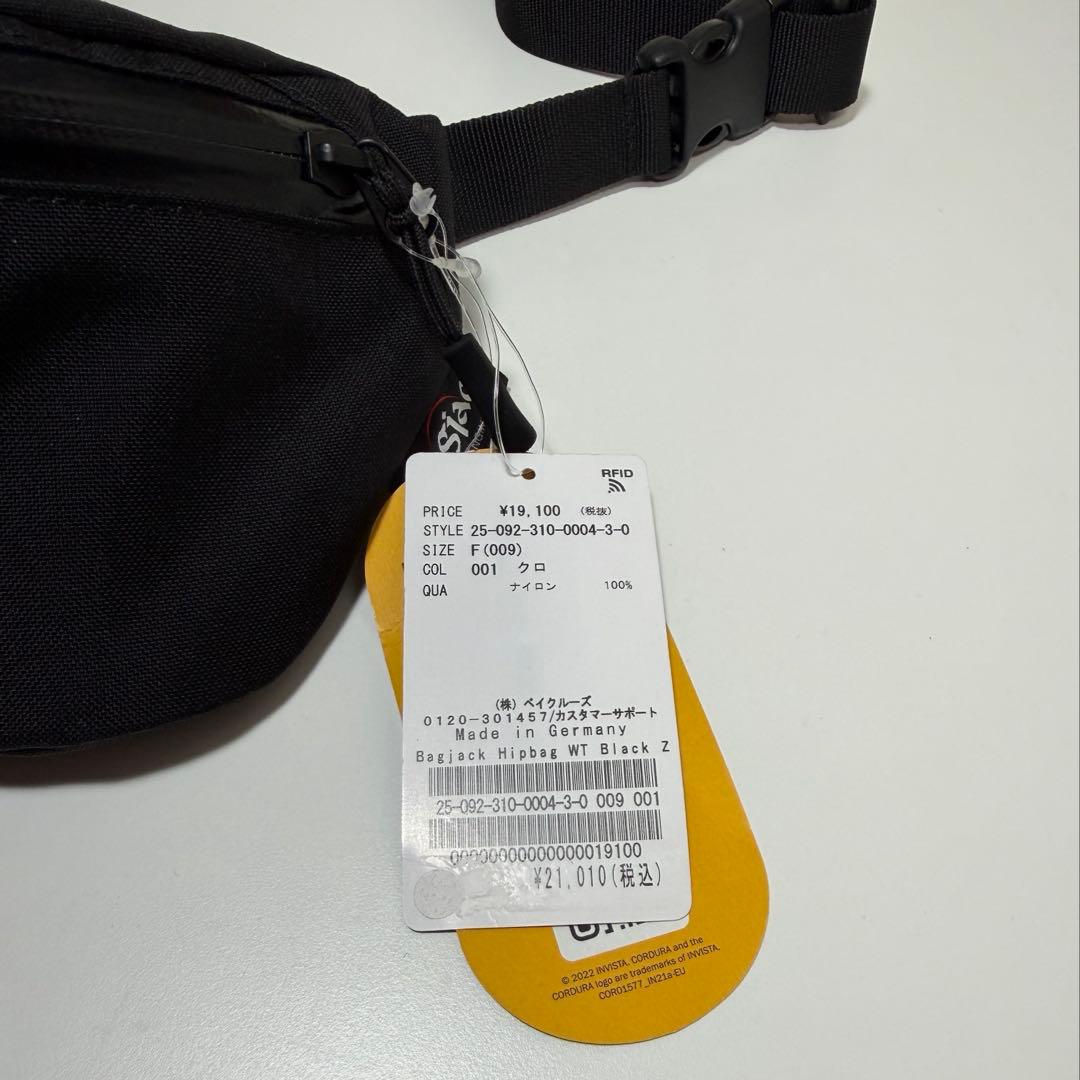 RFID
PRICE ¥19,100 (税抜)
STYLE 25-092-310-0004-3-0
SIZE F(009)
COL 001 クロ
QUA ナイロン 100%
(株) ベイクルーズ
0120-301457/カスタマーサポート
Made in Germany
Bagjack Hipbag WT Black Z
25-092-310-0004-3-0 009 001
00000000000000019100
¥21,010(税込)
© 2022 INVISTA. CORDURA and the
CORDURA logo are trademarks of INVISTA.
COR01577_IN21a-EU